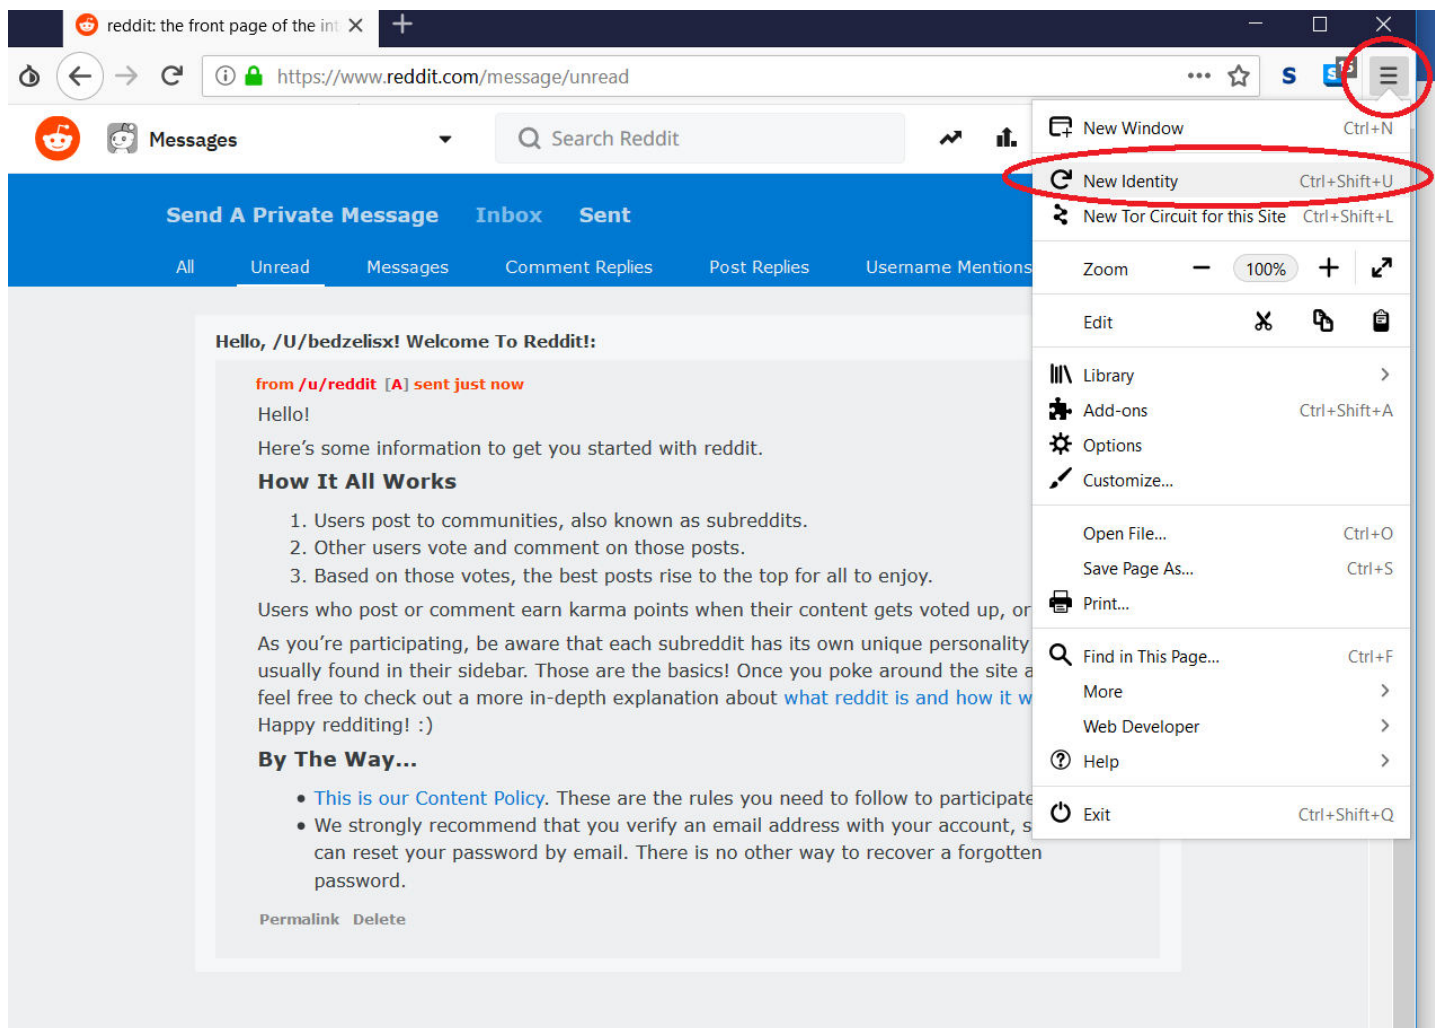 reddit: the front page of the int
https://www.reddit.com/message/unread
S
S
15
Messages
Search Reddit
Send A Private Message Inbox Sent
All Unread Messages Comment Replies Post Replies Username Mentions
Hello, /U/bedzelisx! Welcome To Reddit!:
from /u/reddit [A] sent just now
Hello!
Here's some information to get you started with reddit.
How It All Works
1. Users post to communities, also known as subreddits.
2. Other users vote and comment on those posts.
3. Based on those votes, the best posts rise to the top for all to enjoy.
Users who post or comment earn karma points when their content gets voted up, or
As you're participating, be aware that each subreddit has its own unique personality
usually found in their sidebar. Those are the basics! Once you poke around the site a
feel free to check out a more in-depth explanation about what reddit is and how it w
Happy redditing! :)
By The Way...
• This is our Content Policy. These are the rules you need to follow to participate
• We strongly recommend that you verify an email address with your account, s
can reset your password by email. There is no other way to recover a forgotten
password.
Permalink Delete
New Window Ctrl+N
New Identity Ctrl+Shift+U
New Tor Circuit for this Site Ctrl+Shift+L
Zoom − 100% +
Edit
Library
Add-ons Ctrl+Shift+A
Options
Customize...
Open File... Ctrl+O
Save Page As... Ctrl+S
Print...
Find in This Page... Ctrl+F
More
Web Developer
Help
Exit Ctrl+Shift+Q